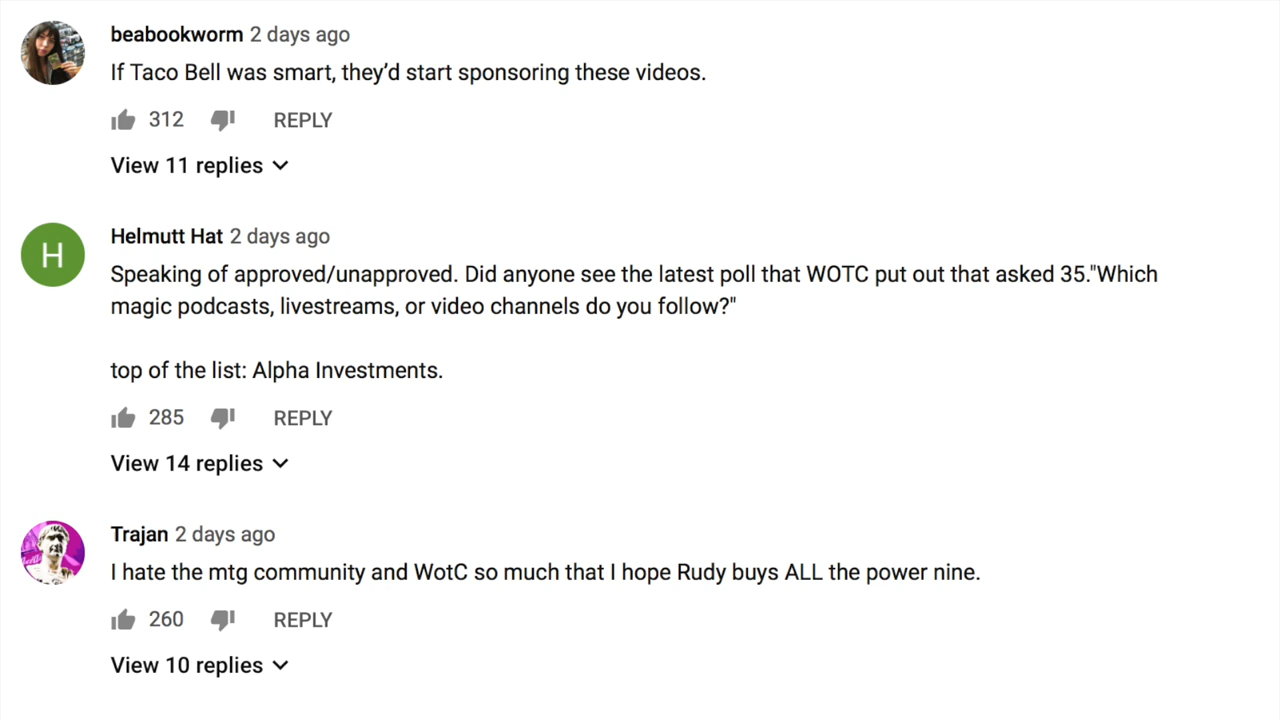 beabookworm 2 days ago
If Taco Bell was smart, they’d start sponsoring these videos.
312 REPLY
View 11 replies
H
Helmutt Hat 2 days ago
Speaking of approved/unapproved. Did anyone see the latest poll that WOTC put out that asked 35."Which
magic podcasts, livestreams, or video channels do you follow?"
top of the list: Alpha Investments.
285 REPLY
View 14 replies
Trajan 2 days ago
I hate the mtg community and WotC so much that I hope Rudy buys ALL the power nine.
260 REPLY
View 10 replies